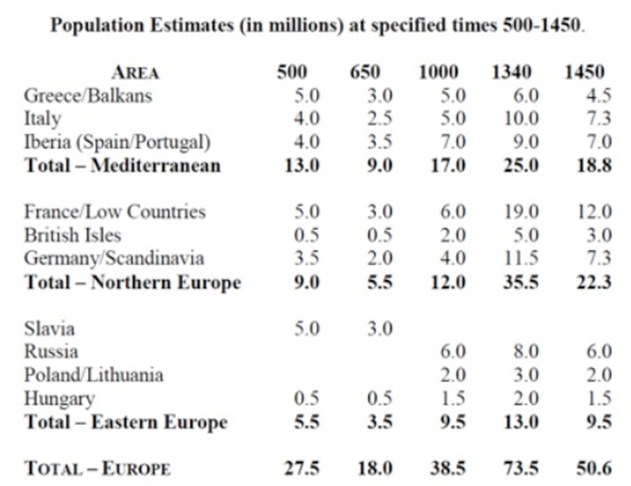 Population Estimates (in millions) at specified times 500-1450.
AREA 500 650 1000 1340 1450
Greece/Balkans 5.0 3.0 5.0 6.0 4.5
Italy 4.0 2.5 5.0 10.0 7.3
Iberia (Spain/Portugal) 4.0 3.5 7.0 9.0 7.0
Total – Mediterranean 13.0 9.0 17.0 25.0 18.8
France/Low Countries 5.0 3.0 6.0 19.0 12.0
British Isles 0.5 0.5 2.0 5.0 3.0
Germany/Scandinavia 3.5 2.0 4.0 11.5 7.3
Total – Northern Europe 9.0 5.5 12.0 35.5 22.3
Slavia 5.0 3.0
Russia 6.0 8.0 6.0
Poland/Lithuania 2.0 3.0 2.0
Hungary 0.5 0.5 1.5 2.0 1.5
Total – Eastern Europe 5.5 3.5 9.5 13.0 9.5
TOTAL – EUROPE 27.5 18.0 38.5 73.5 50.6